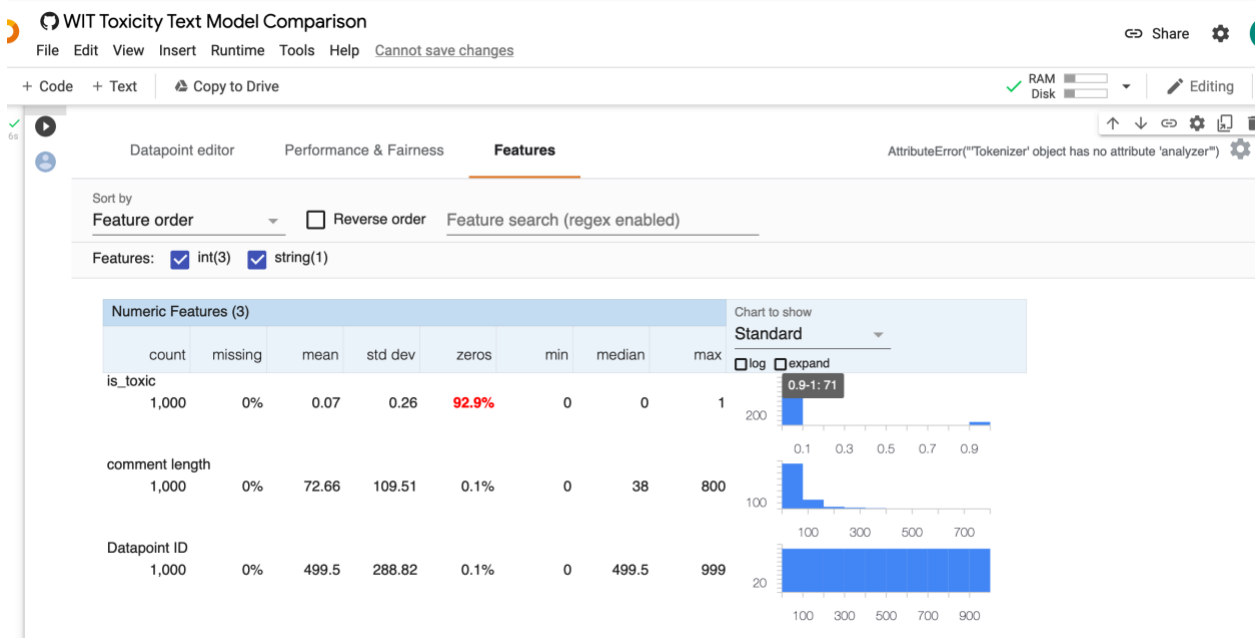 WIT Toxicity Text Model Comparison
File Edit View Insert Runtime Tools Help Cannot save changes
Share
+ Code + Text Copy to Drive
RAM
Disk
Editing
6s
Datapoint editor Performance & Fairness Features
AttributeError("'Tokenizer' object has no attribute 'analyzer'")
Sort by
Feature order Reverse order Feature search (regex enabled)
Features: int(3) string(1)
Numeric Features (3)
Chart to show
Standard
count missing mean std dev zeros min median max
log expand
is_toxic
0.9-1: 71
1,000 0% 0.07 0.26 92.9% 0 0 1
200
0.1 0.3 0.5 0.7 0.9
comment length
1,000 0% 72.66 109.51 0.1% 0 38 800
100
100 300 500 700
Datapoint ID
1,000 0% 499.5 288.82 0.1% 0 499.5 999
20
100 300 500 700 900